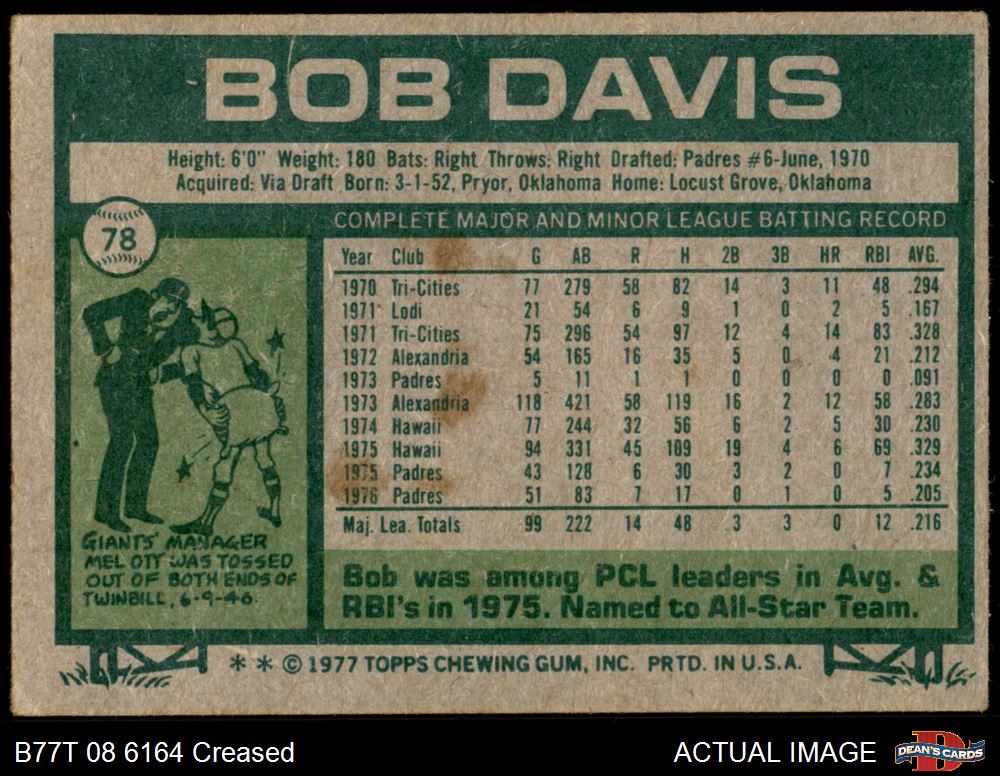 BOB DAVIS
Height: 6'0" Weight: 180 Bats: Right Throws: Right Drafted: Padres #6-June, 1970
Acquired: Via Draft Born: 3-1-52, Pryor, Oklahoma Home: Locust Grove, Oklahoma
78
COMPLETE MAJOR AND MINOR LEAGUE BATTING RECORD
Year Club G AB R H 2B 3B HR RBI AVG.
1970 Tri-Cities 77 279 58 82 14 3 11 48 .294
1971 Lodi 21 54 6 9 1 0 2 5 .167
1971 Tri-Cities 75 296 54 97 12 4 14 83 .328
1972 Alexandria 54 165 16 35 5 0 4 21 .212
1973 Padres 5 11 1 1 0 0 0 0 .091
1973 Alexandria 118 421 58 119 16 2 12 58 .283
1974 Hawaii 77 244 32 56 6 2 5 30 .230
1975 Hawaii 94 331 45 109 19 4 6 69 .329
1975 Padres 43 128 6 30 3 2 0 7 .234
1976 Padres 51 83 7 17 0 1 0 5 .205
Maj. Lea. Totals 99 222 14 48 3 3 0 12 .216
GIANTS' MANAGER
MEL OTT WAS TOSSED
OUT OF BOTH ENDS OF
TWINBILL, 6-9-46.
Bob was among PCL leaders in Avg. &
RBI's in 1975. Named to All-Star Team.
* * © 1977 TOPPS CHEWING GUM, INC. PRTD. IN U.S.A.
B77T 08 6164 Creased
ACTUAL IMAGE
D
DEAN'S CARDS